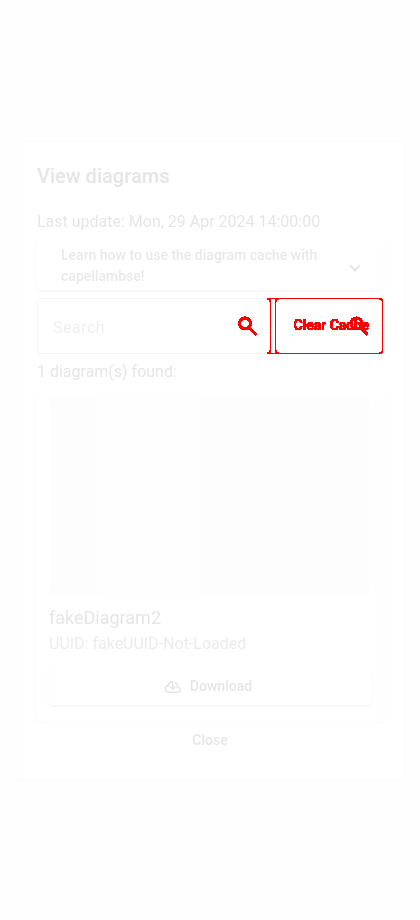 View diagrams
Last update: Mon, 29 Apr 2024 14:00:00
Learn how to use the diagram cache with
capellambse!
Search
Clear Cache
1 diagram(s) found:
fakeDiagram2
UUID: fakeUUID-Not-Loaded
Download
Close